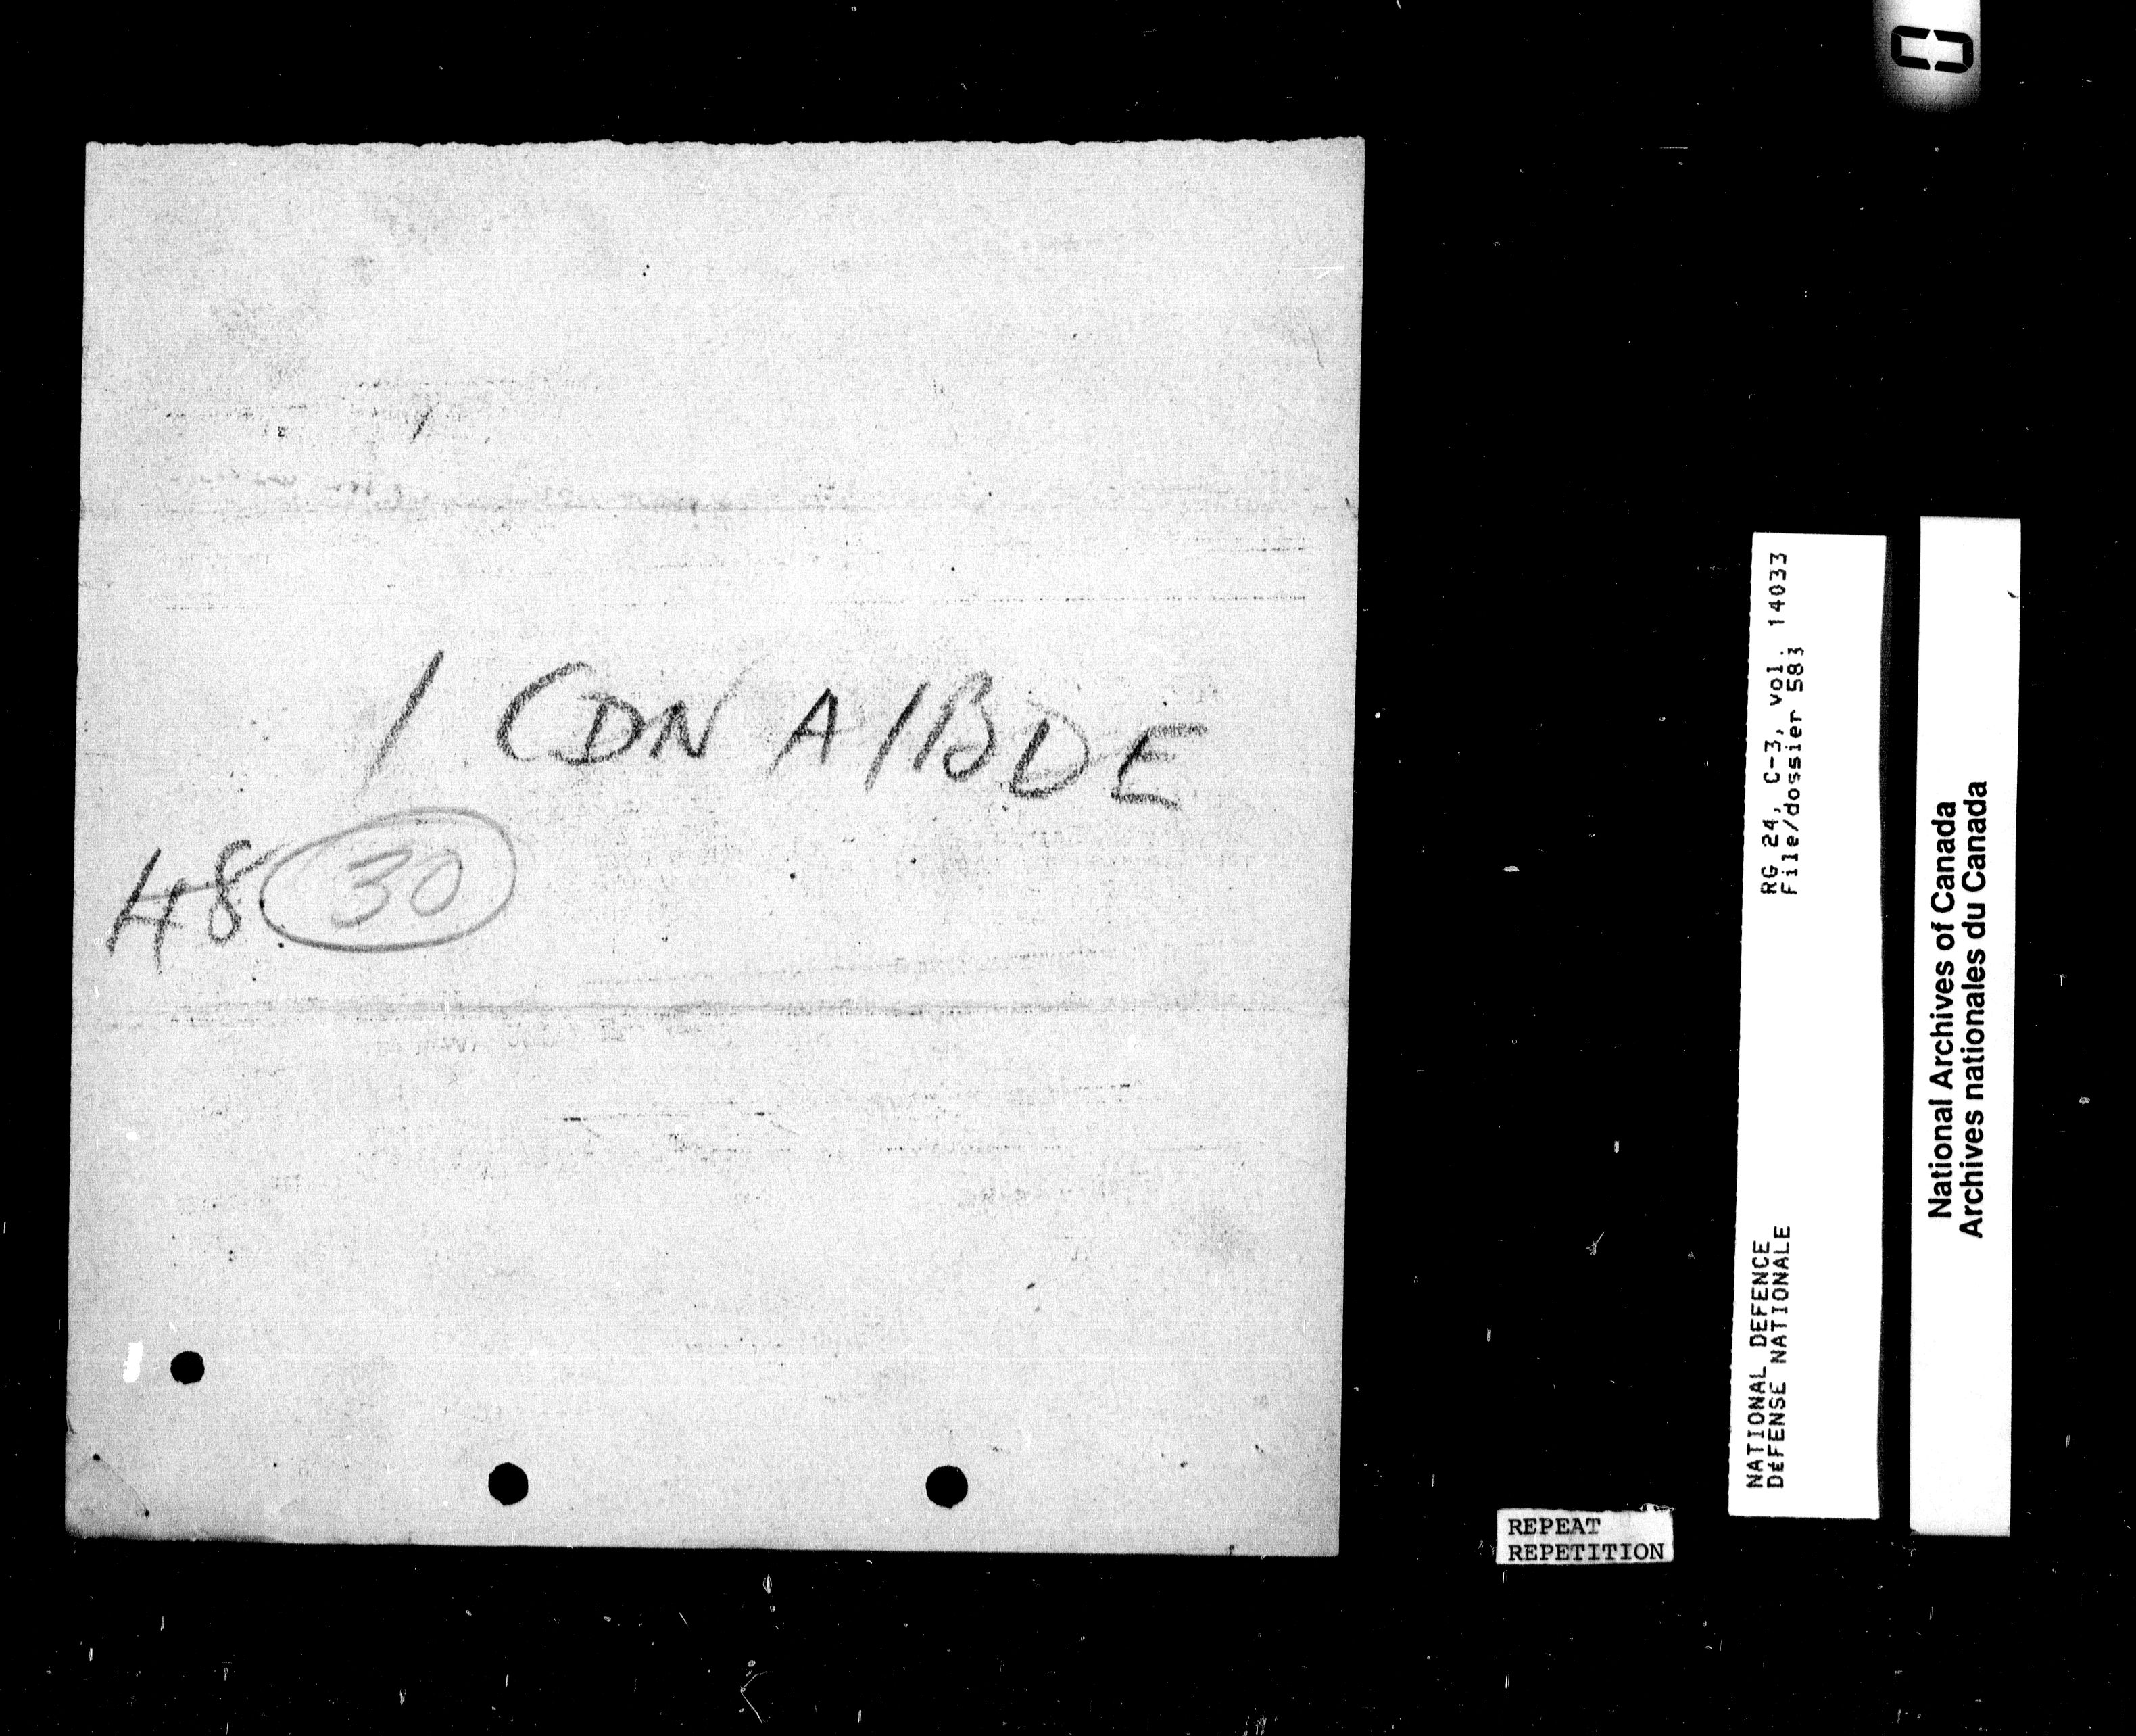 1 CDN A/BDE
48 30
RG 24, C-3, vol. 14033
File/dossier 583
NATIONAL DEFENCE
DÉFENSE NATIONALE
National Archives of Canada
Archives nationales du Canada
REPEAT
REPETITION
0